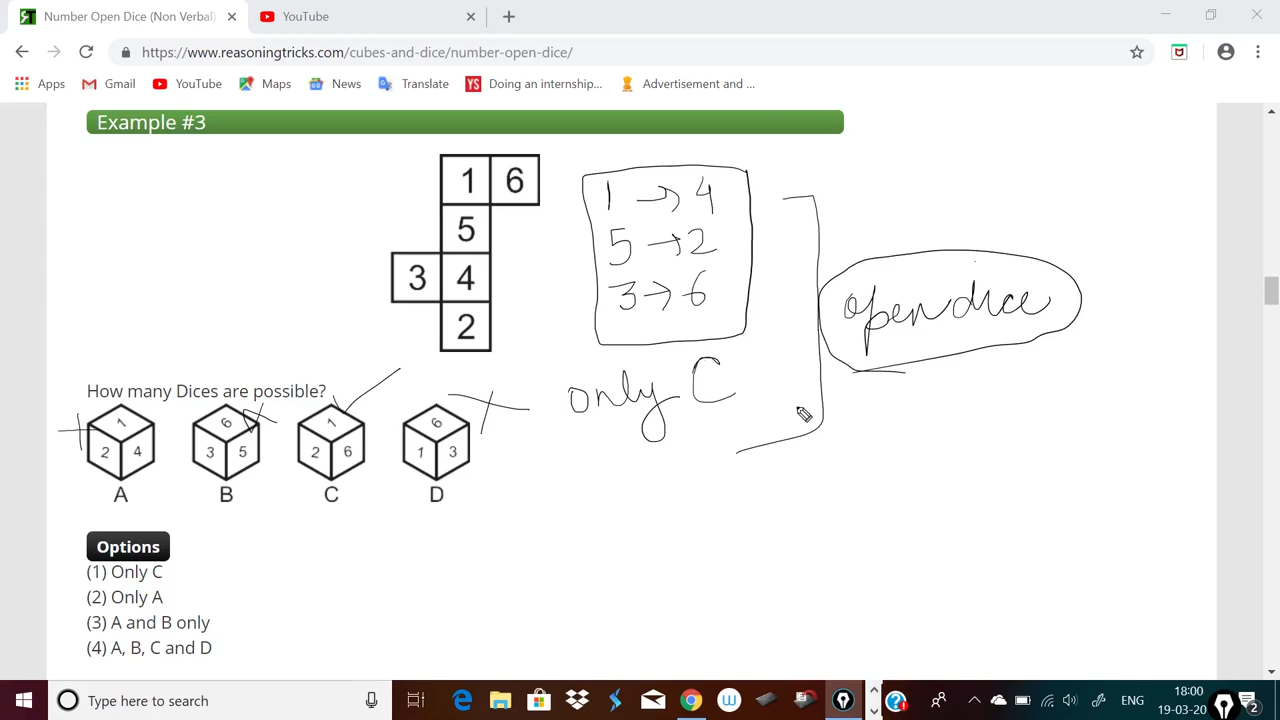 Number Open Dice (Non Verbal)
YouTube
https://www.reasoningtricks.com/cubes-and-dice/number-open-dice/
Apps Gmail YouTube Maps News Translate YS Doing an internship... Advertisement and ...
Example #3
1 6
5
3 4
2
1 → 4
5 → 2
3 → 6
open dice
only C
How many Dices are possible?
1 6 1 6
2 4 3 5 2 6 1 3
A B C D
Options
(1) Only C
(2) Only A
(3) A and B only
(4) A, B, C and D
Type here to search
ENG
18:00
19-03-20
2